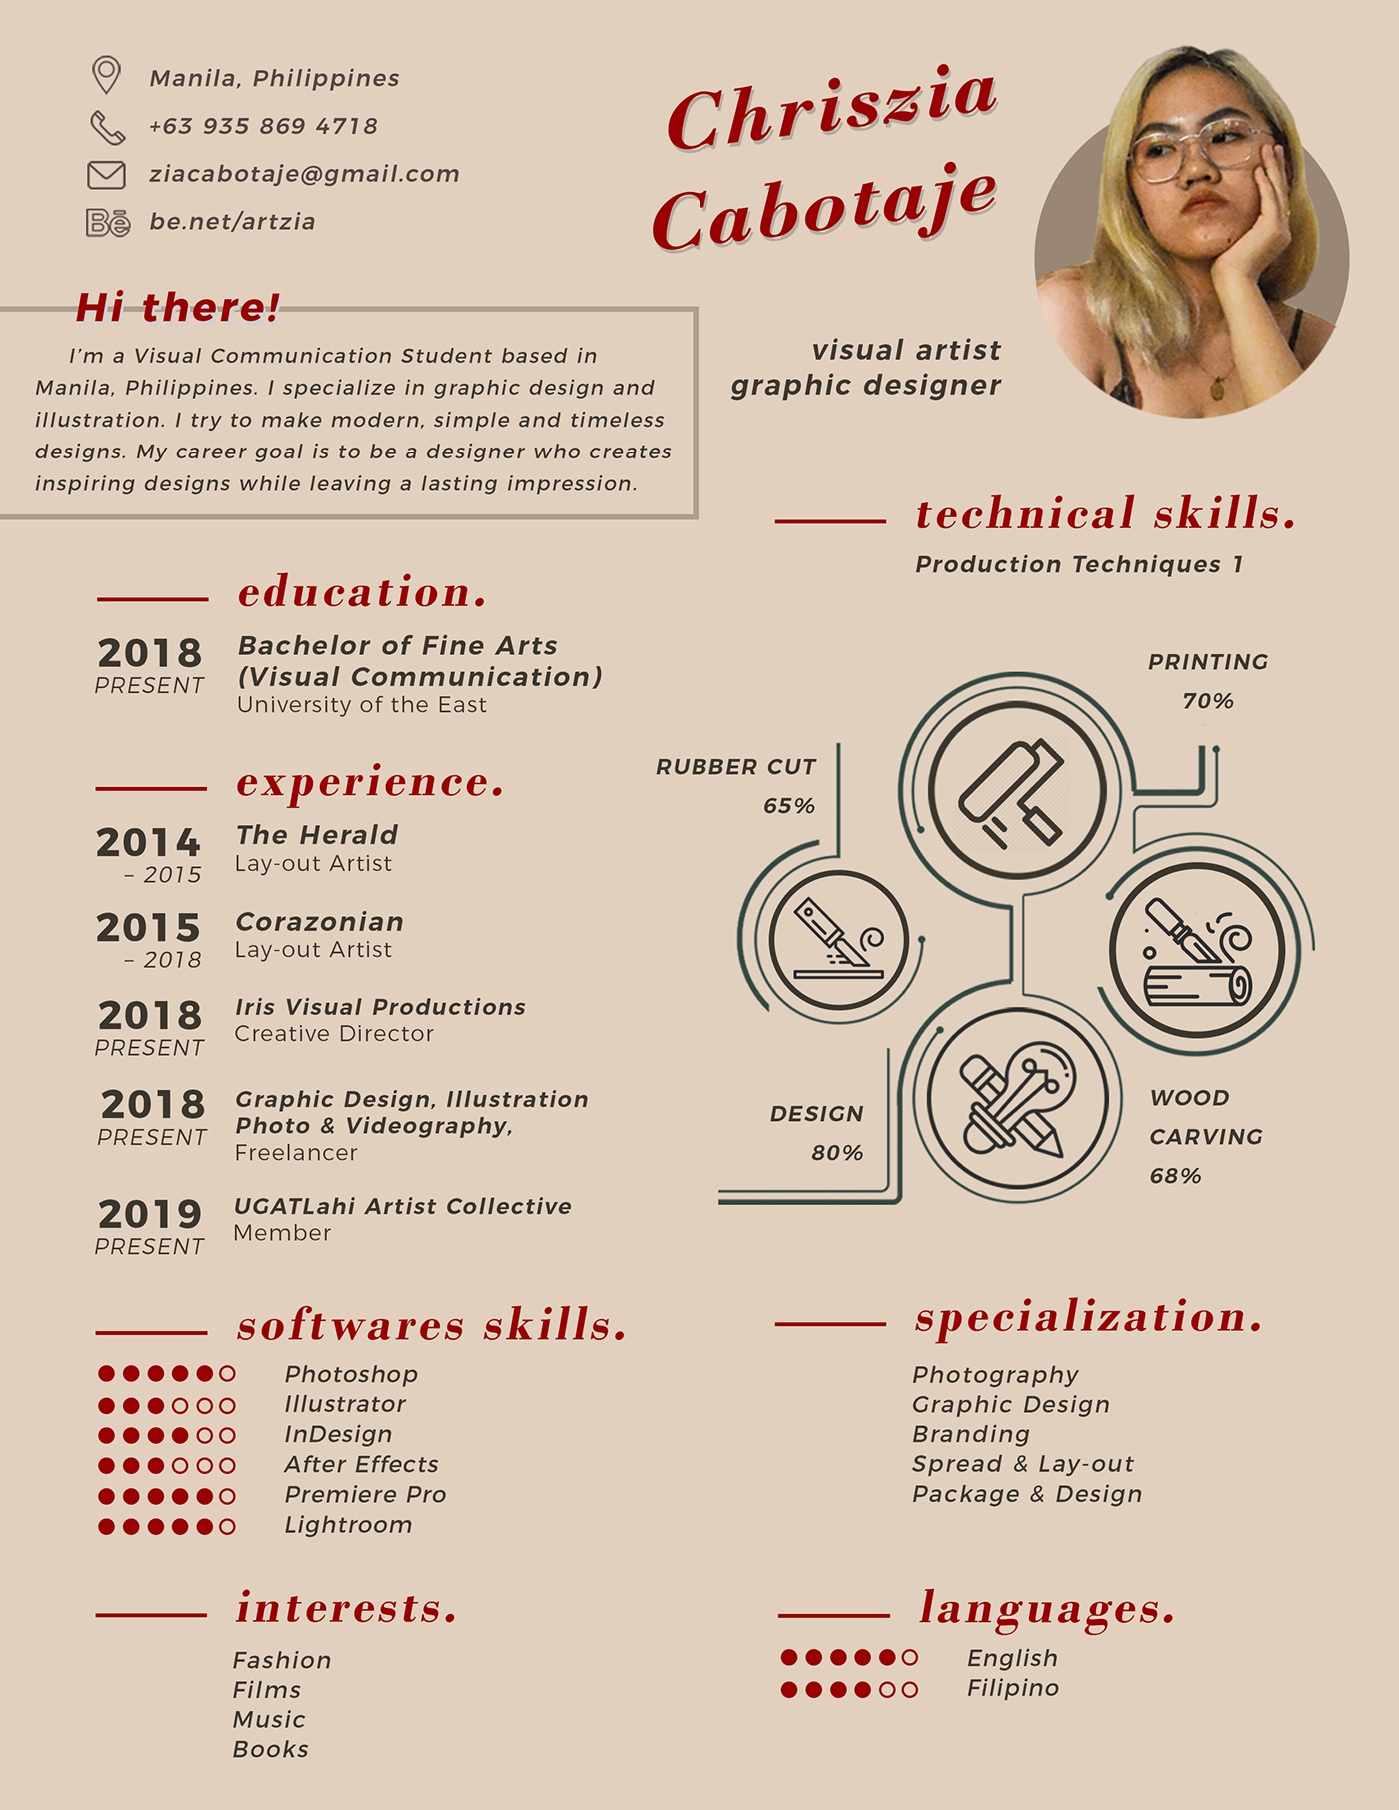 Manila, Philippines
+63 935 869 4718
ziacabotaje@gmail.com
Bē be.net/artzia
Chriszia
Cabotaje
visual artist
graphic designer
Hi there!
I'm a Visual Communication Student based in
Manila, Philippines. I specialize in graphic design and
illustration. I try to make modern, simple and timeless
designs. My career goal is to be a designer who creates
inspiring designs while leaving a lasting impression.
education.
2018 Bachelor of Fine Arts
PRESENT (Visual Communication)
University of the East
experience.
2014 The Herald
– 2015 Lay-out Artist
2015 Corazonian
– 2018 Lay-out Artist
2018 Iris Visual Productions
PRESENT Creative Director
2018 Graphic Design, Illustration
PRESENT Photo & Videography,
Freelancer
2019 UGATLahi Artist Collective
PRESENT Member
softwares skills.
Photoshop
Illustrator
InDesign
After Effects
Premiere Pro
Lightroom
interests.
Fashion
Films
Music
Books
technical skills.
Production Techniques 1
PRINTING
70%
RUBBER CUT
65%
DESIGN
80%
WOOD
CARVING
68%
specialization.
Photography
Graphic Design
Branding
Spread & Lay-out
Package & Design
languages.
English
Filipino